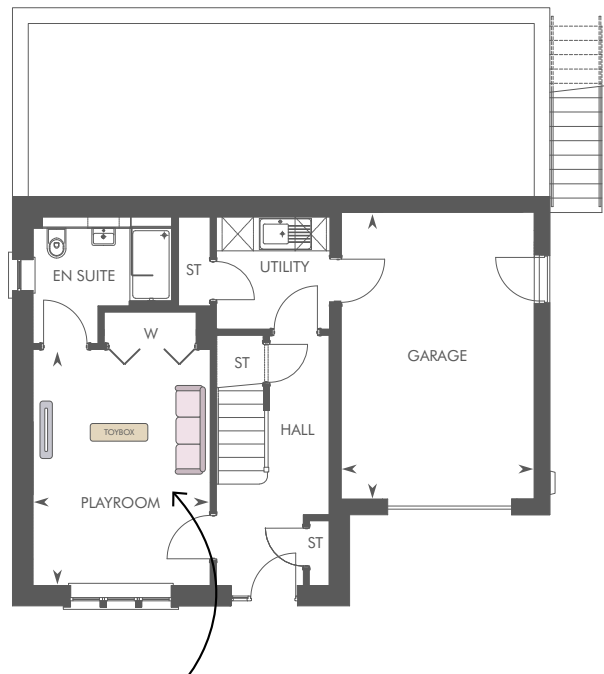 EN SUITE
ST
UTILITY
W
ST
GARAGE
TOYBOX
HALL
PLAYROOM
ST